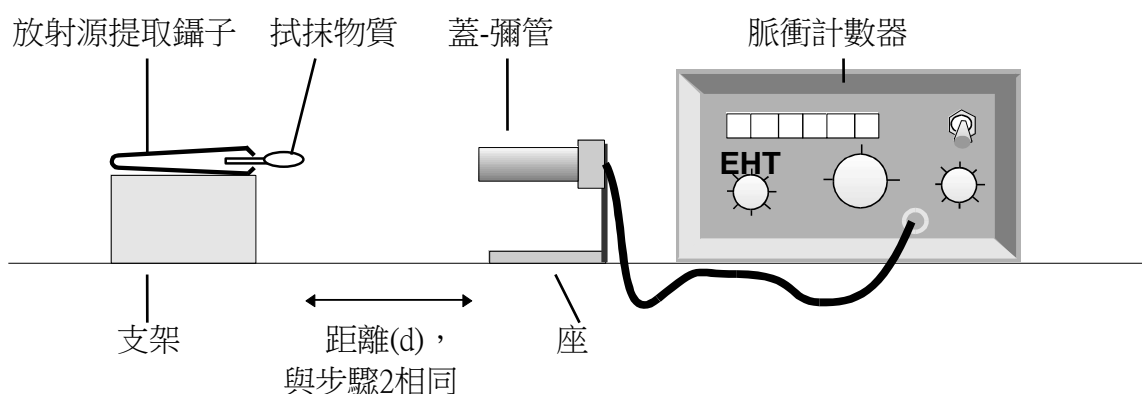 放射源提取鑷子
拭抹物質
蓋-彌管
脈衝計數器
EHT
支架
距離(d)，
與步驟2相同
座